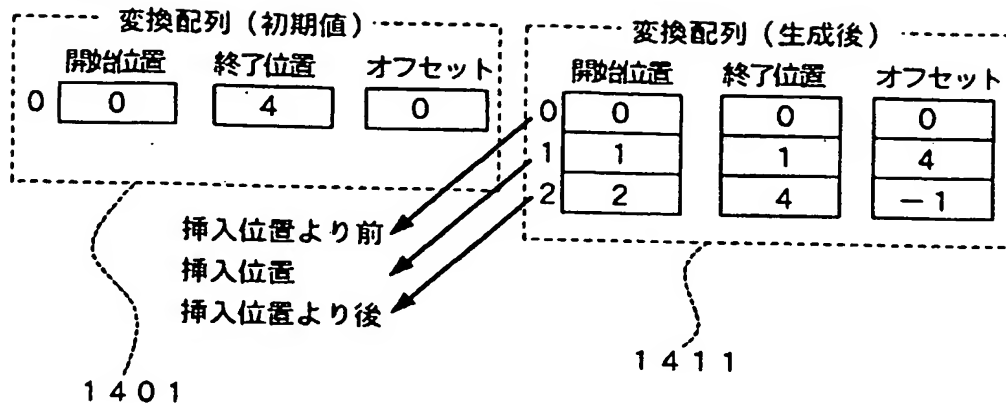 変換配列（初期値）
開始位置 終了位置 オフセット
0 0 4 0
変換配列（生成後）
開始位置 終了位置 オフセット
0 0 0 0
1 1 1 4
2 2 4 －1
挿入位置より前
挿入位置
挿入位置より後
１４０１
１４１１